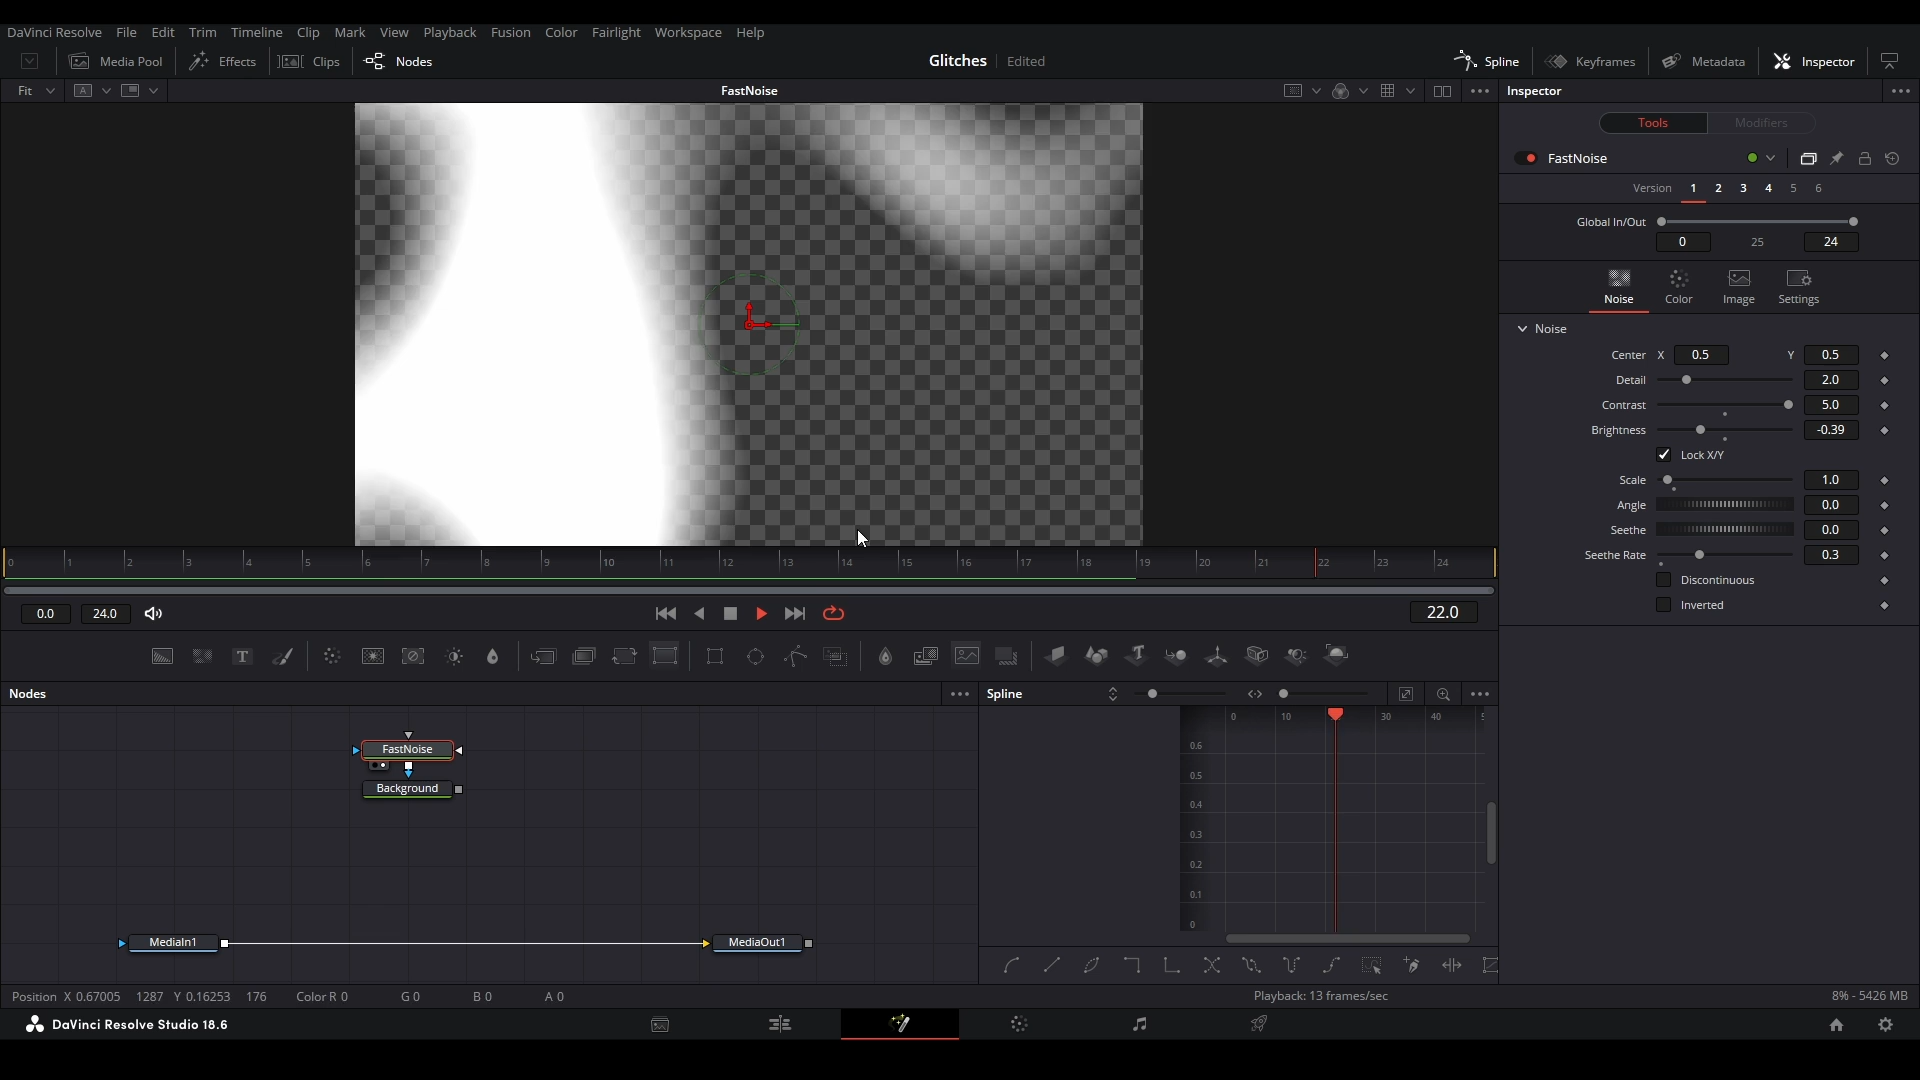 DaVinci Resolve File Edit Trim Timeline Clip Mark View Playback Fusion Color Fairlight Workspace Help
Media Pool Effects Clips Nodes Glitches Edited Spline Keyframes Metadata Inspector
Fit A FastNoise Inspector
Tools Modifiers
FastNoise
Version 1 2 3 4 5 6
Global In/Out
0 25 24
Noise Color Image Settings
Noise
Center X 0.5 Y 0.5
Detail 2.0
Contrast 5.0
Brightness -0.39
Lock X/Y
Scale 1.0
Angle 0.0
Seethe 0.0
Seethe Rate 0.3
Discontinuous
Inverted
0 1 2 3 4 5 6 7 8 9 10 11 12 13 14 15 16 17 18 19 20 21 22 23 24
0.0 24.0 22.0
T T
Nodes Spline
0 10 30 40
0.6
0.5
0.4
0.3
0.2
0.1
0
FastNoise
Background
MediaIn1 MediaOut1
Position X 0.67005 1287 Y 0.16253 176 Color R 0 G 0 B 0 A 0 Playback: 13 frames/sec 8% - 5426 MB
DaVinci Resolve Studio 18.6